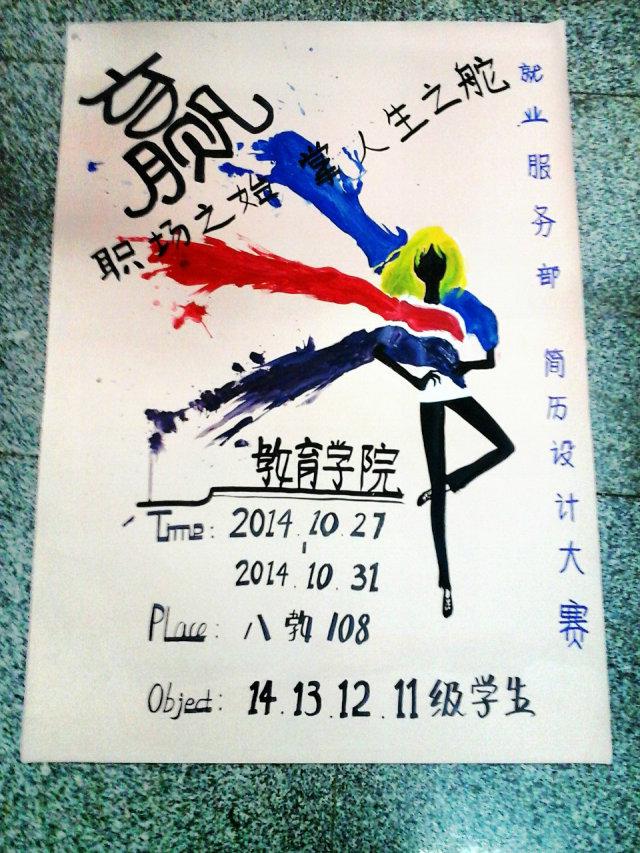 赢
职场之始 掌人生之舵
就业服务部 简历设计大赛
教育学院
Time: 2014.10.27
|
2014.10.31
Place: 八教108
Object: 14.13.12.11级学生